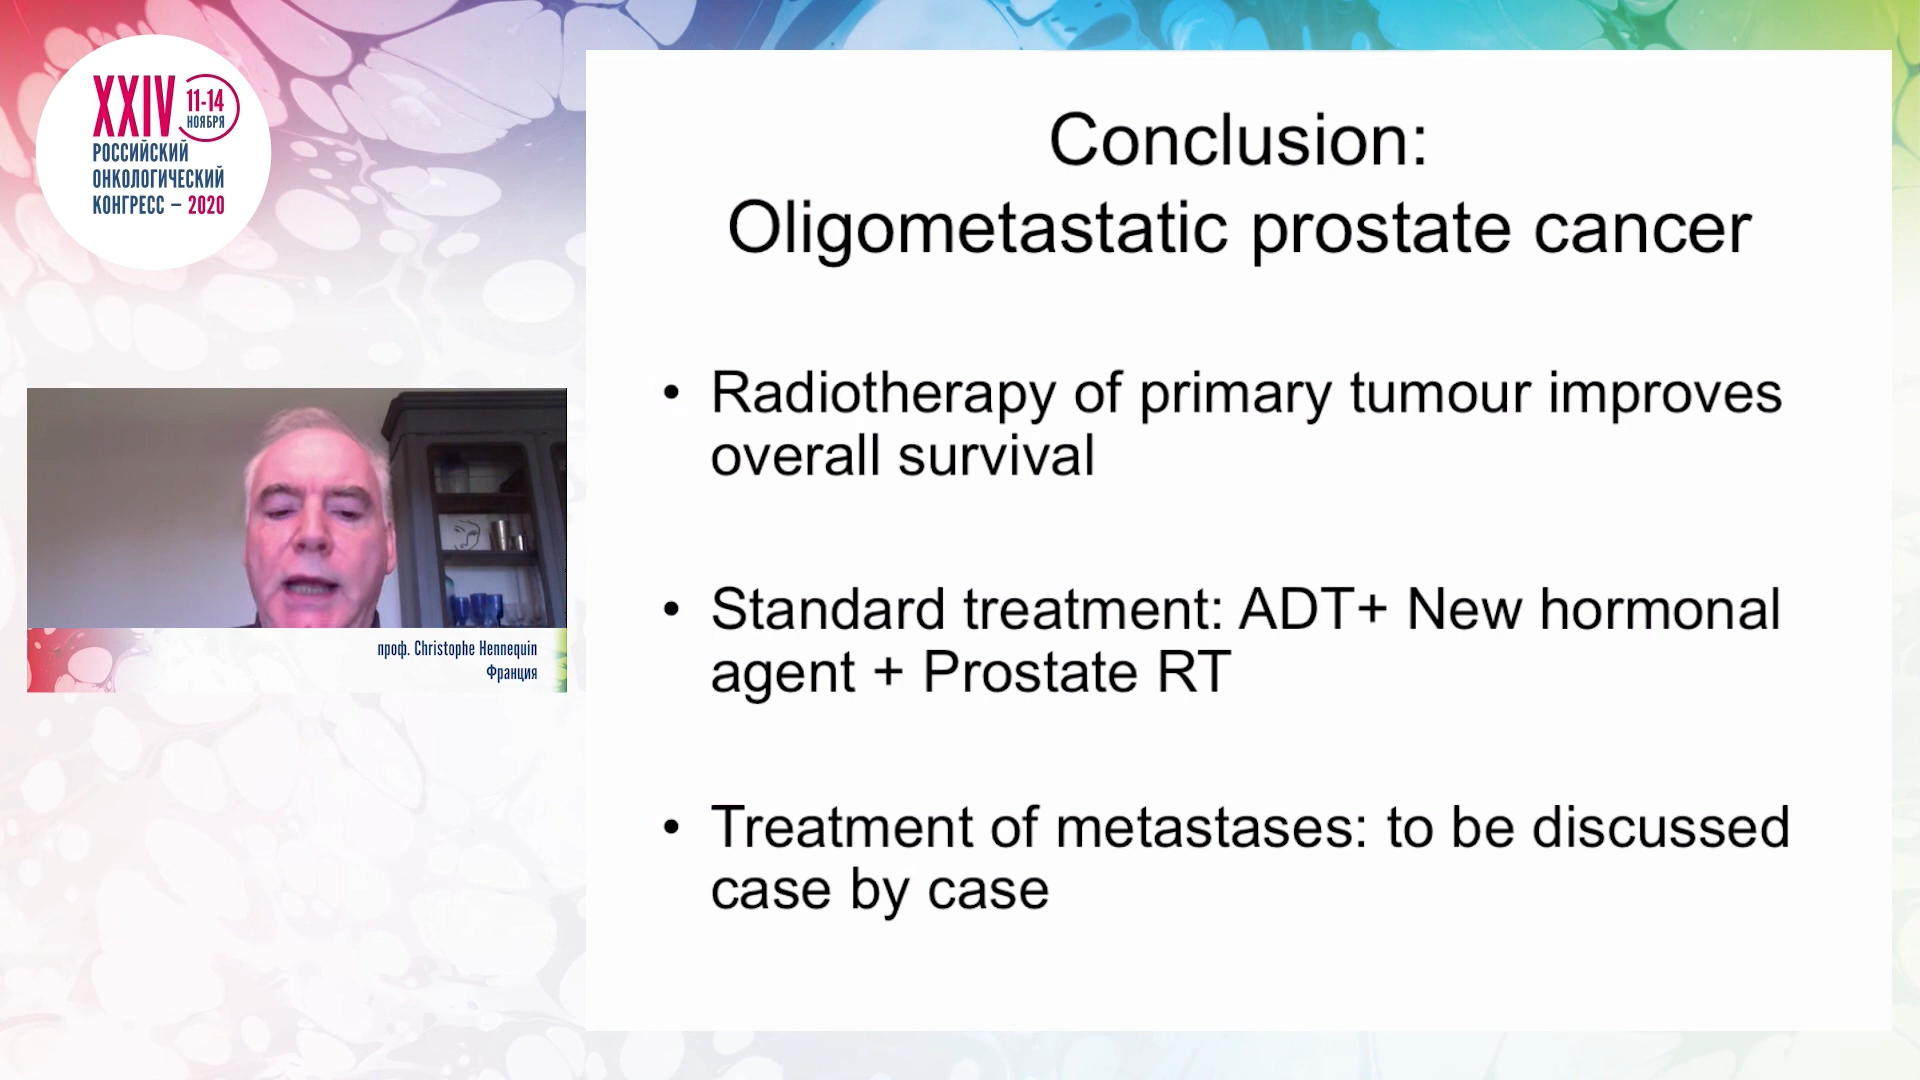 XXIV
11-14
НОЯБРЯ
РОССИЙСКИЙ
ОНКОЛОГИЧЕСКИЙ
КОНГРЕСС – 2020
проф. Christophe Hennequin
Франция
Conclusion:
Oligometastatic prostate cancer
• Radiotherapy of primary tumour improves
overall survival
• Standard treatment: ADT+ New hormonal
agent + Prostate RT
• Treatment of metastases: to be discussed
case by case